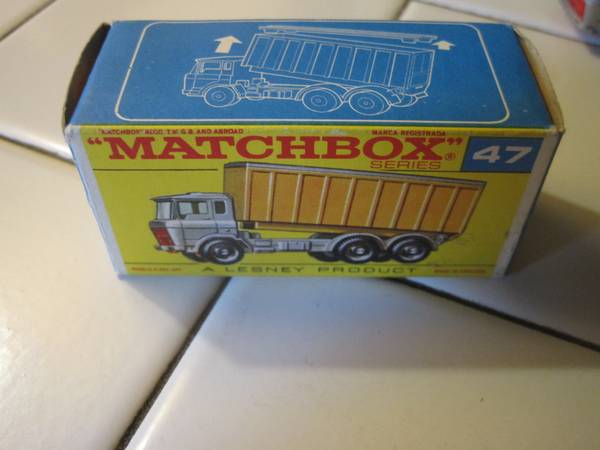 "MATCHBOX" REGD. T.M. G.B. AND ABROAD MARCA REGISTRADA
"MATCHBOX"®
SERIES
47
A LESNEY PRODUCT